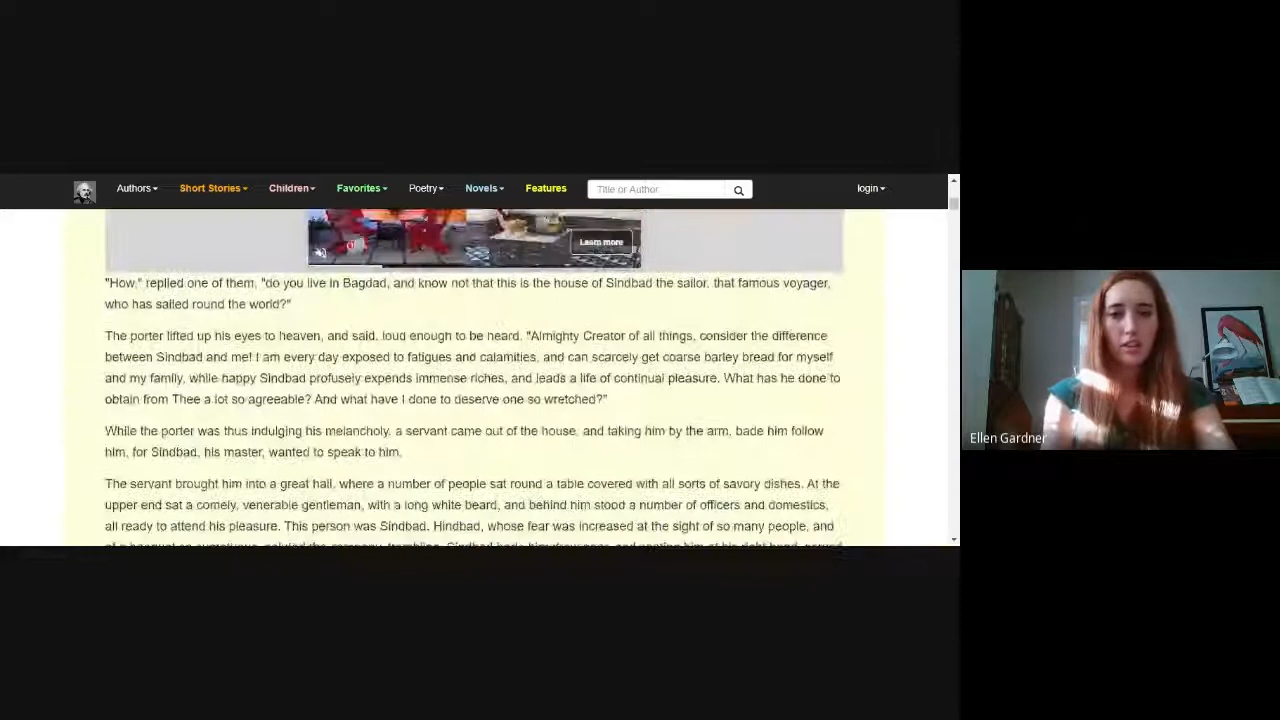 Authors
Short Stories
Children
Favorites
Poetry
Novels
Features
Title or Author
login
Learn more
"How," replied one of them, "do you live in Bagdad, and know not that this is the house of Sindbad the sailor, that famous voyager,
who has sailed round the world?"
The porter lifted up his eyes to heaven, and said, loud enough to be heard, "Almighty Creator of all things, consider the difference
between Sindbad and me! I am every day exposed to fatigues and calamities, and can scarcely get coarse barley bread for myself
and my family, while happy Sindbad profusely expends immense riches, and leads a life of continual pleasure. What has he done to
obtain from Thee a lot so agreeable? And what have I done to deserve one so wretched?"
While the porter was thus indulging his melancholy, a servant came out of the house, and taking him by the arm, bade him follow
him, for Sindbad, his master, wanted to speak to him.
The servant brought him into a great hall, where a number of people sat round a table covered with all sorts of savory dishes. At the
upper end sat a comely, venerable gentleman, with a long white beard, and behind him stood a number of officers and domestics,
all ready to attend his pleasure. This person was Sindbad. Hindbad, whose fear was increased at the sight of so many people, and
Ellen Gardner